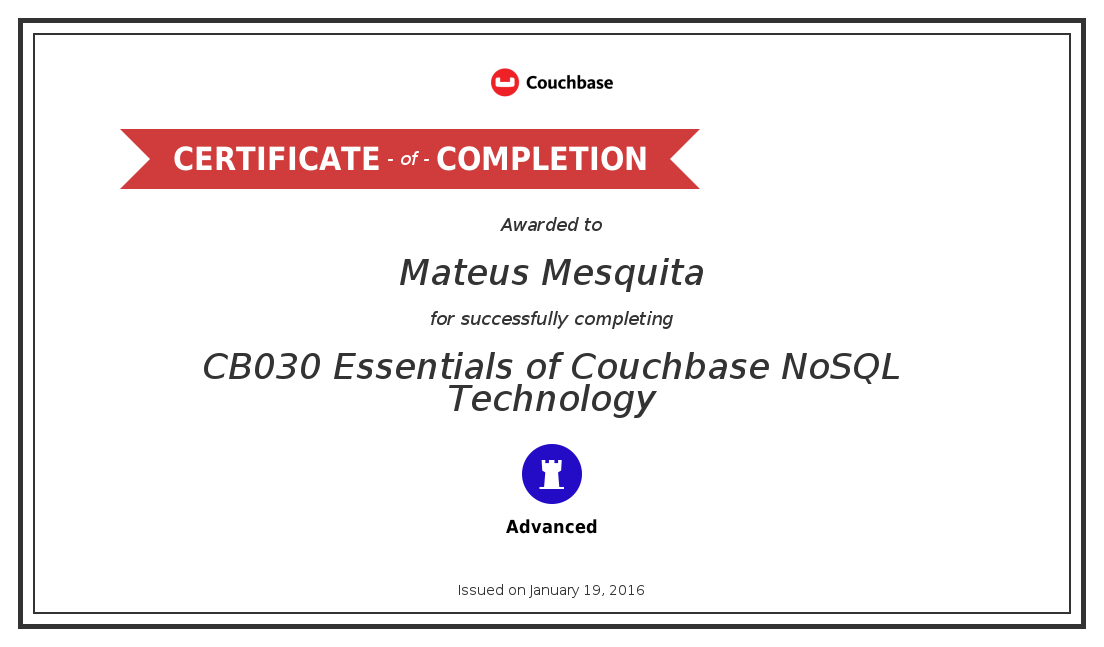 Couchbase
CERTIFICATE - of - COMPLETION
Awarded to
Mateus Mesquita
for successfully completing
CB030 Essentials of Couchbase NoSQL
Technology
Advanced
Issued on January 19, 2016